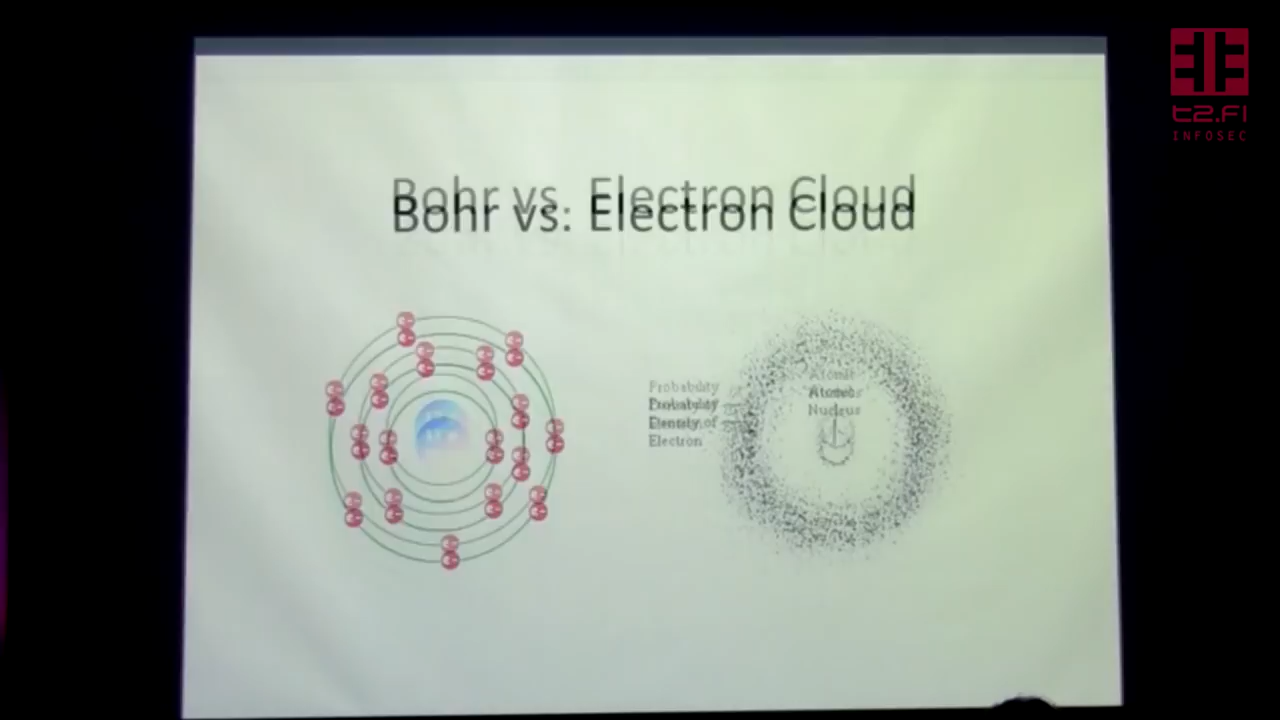 t2.fi
INFOSEC
Bohr vs. Electron Cloud
Probability
Density of
Electron
Atomic
Nucleus